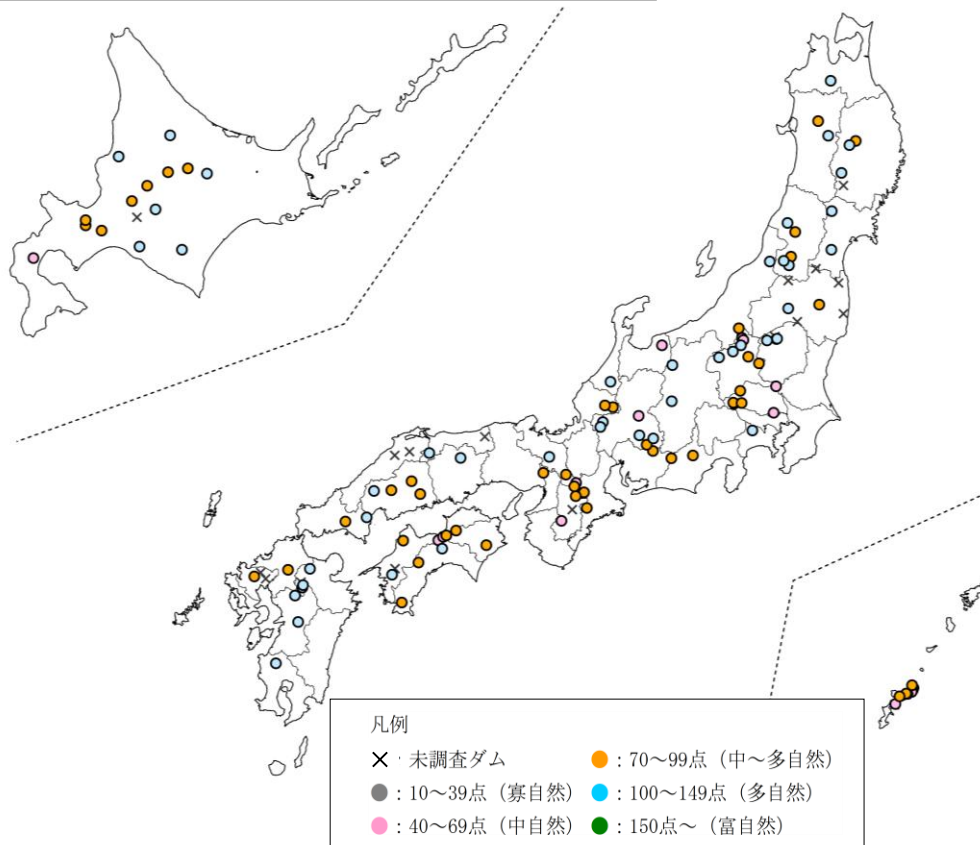 凡例
× : 未調査ダム
: 70～99点（中～多自然）
: 10～39点（寡自然）
: 100～149点（多自然）
: 40～69点（中自然）
: 150点～（富自然）